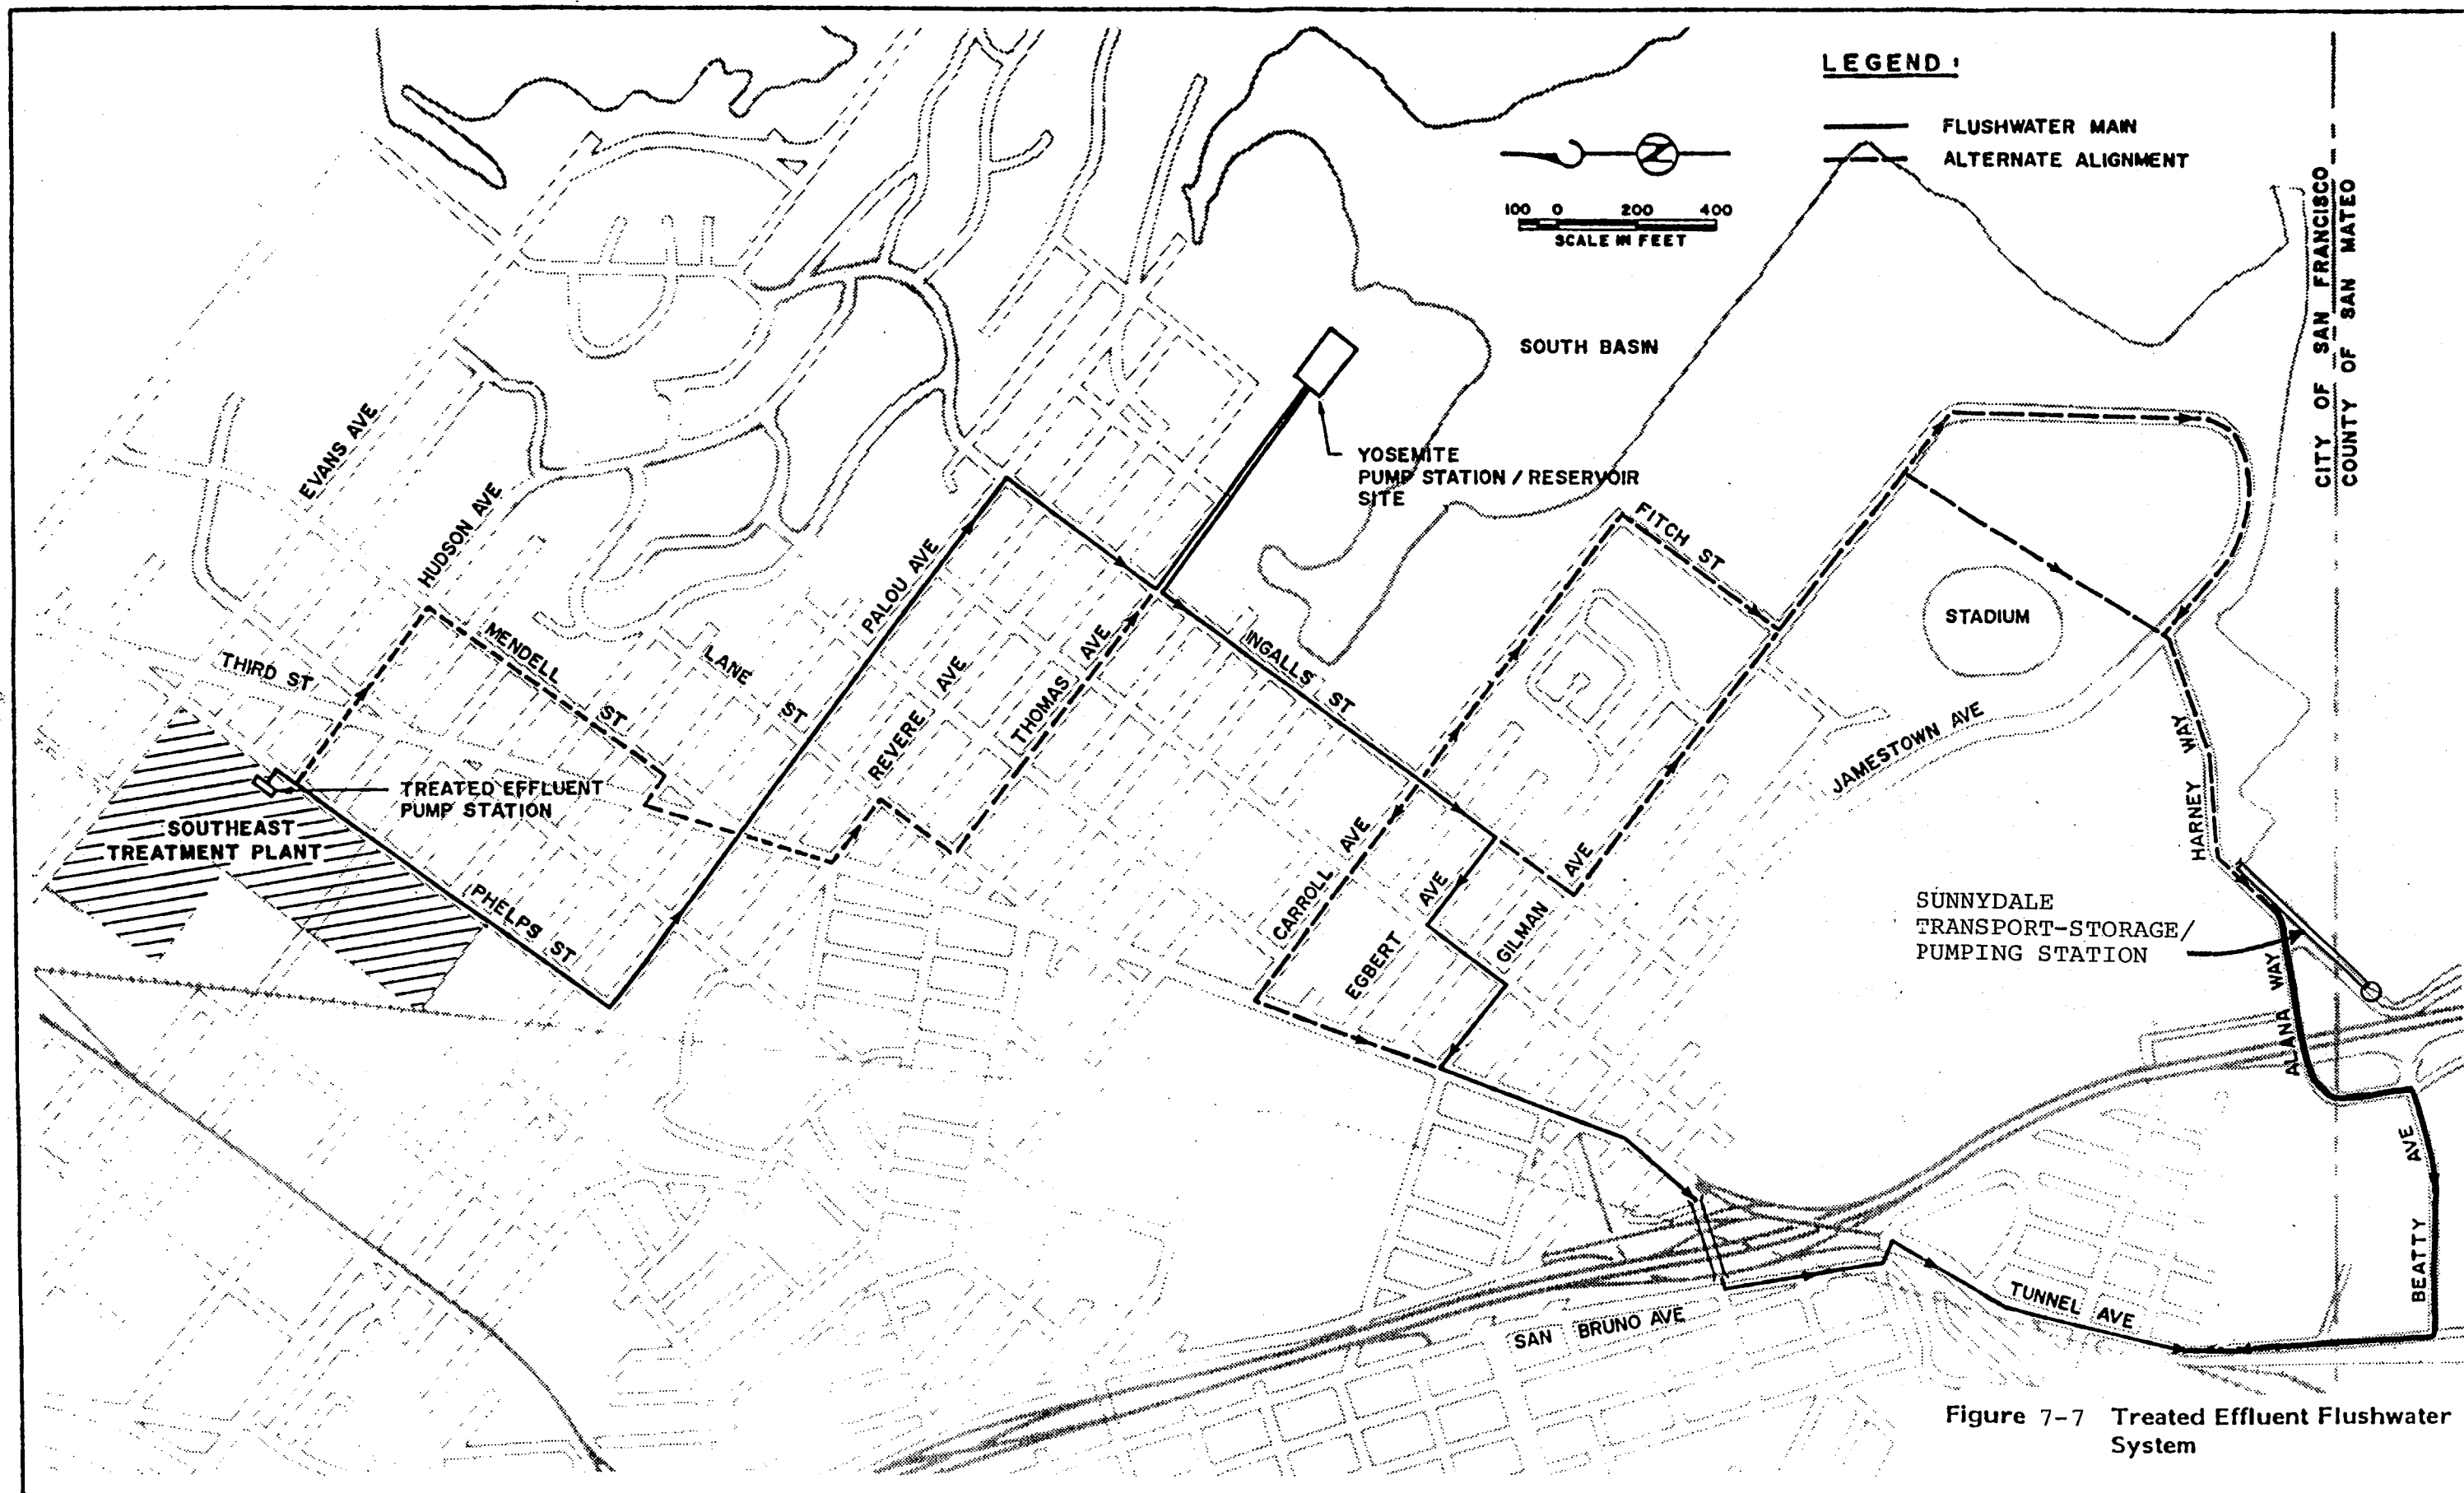 LEGEND:
FLUSHWATER MAIN
ALTERNATE ALIGNMENT
Z
100 0 200 400
SCALE IN FEET
CITY OF SAN FRANCISCO
COUNTY OF SAN MATEO
SOUTH BASIN
YOSEMITE
PUMP STATION / RESERVOIR
SITE
EVANS AVE
HUDSON AVE
PALOU AVE
FITCH ST
THIRD ST
MENDELL ST
LANE ST
REVERE AVE
THOMAS AVE
INGALLS ST
STADIUM
JAMESTOWN AVE
HARNEY WAY
TREATED EFFLUENT
PUMP STATION
SOUTHEAST
TREATMENT PLANT
PHELPS ST
CARROLL AVE
EGBERT AVE
GILMAN AVE
SUNNYDALE
TRANSPORT-STORAGE/
PUMPING STATION
ALANA WAY
BEATTY AVE
TUNNEL AVE
SAN BRUNO AVE
Figure 7-7 Treated Effluent Flushwater
System